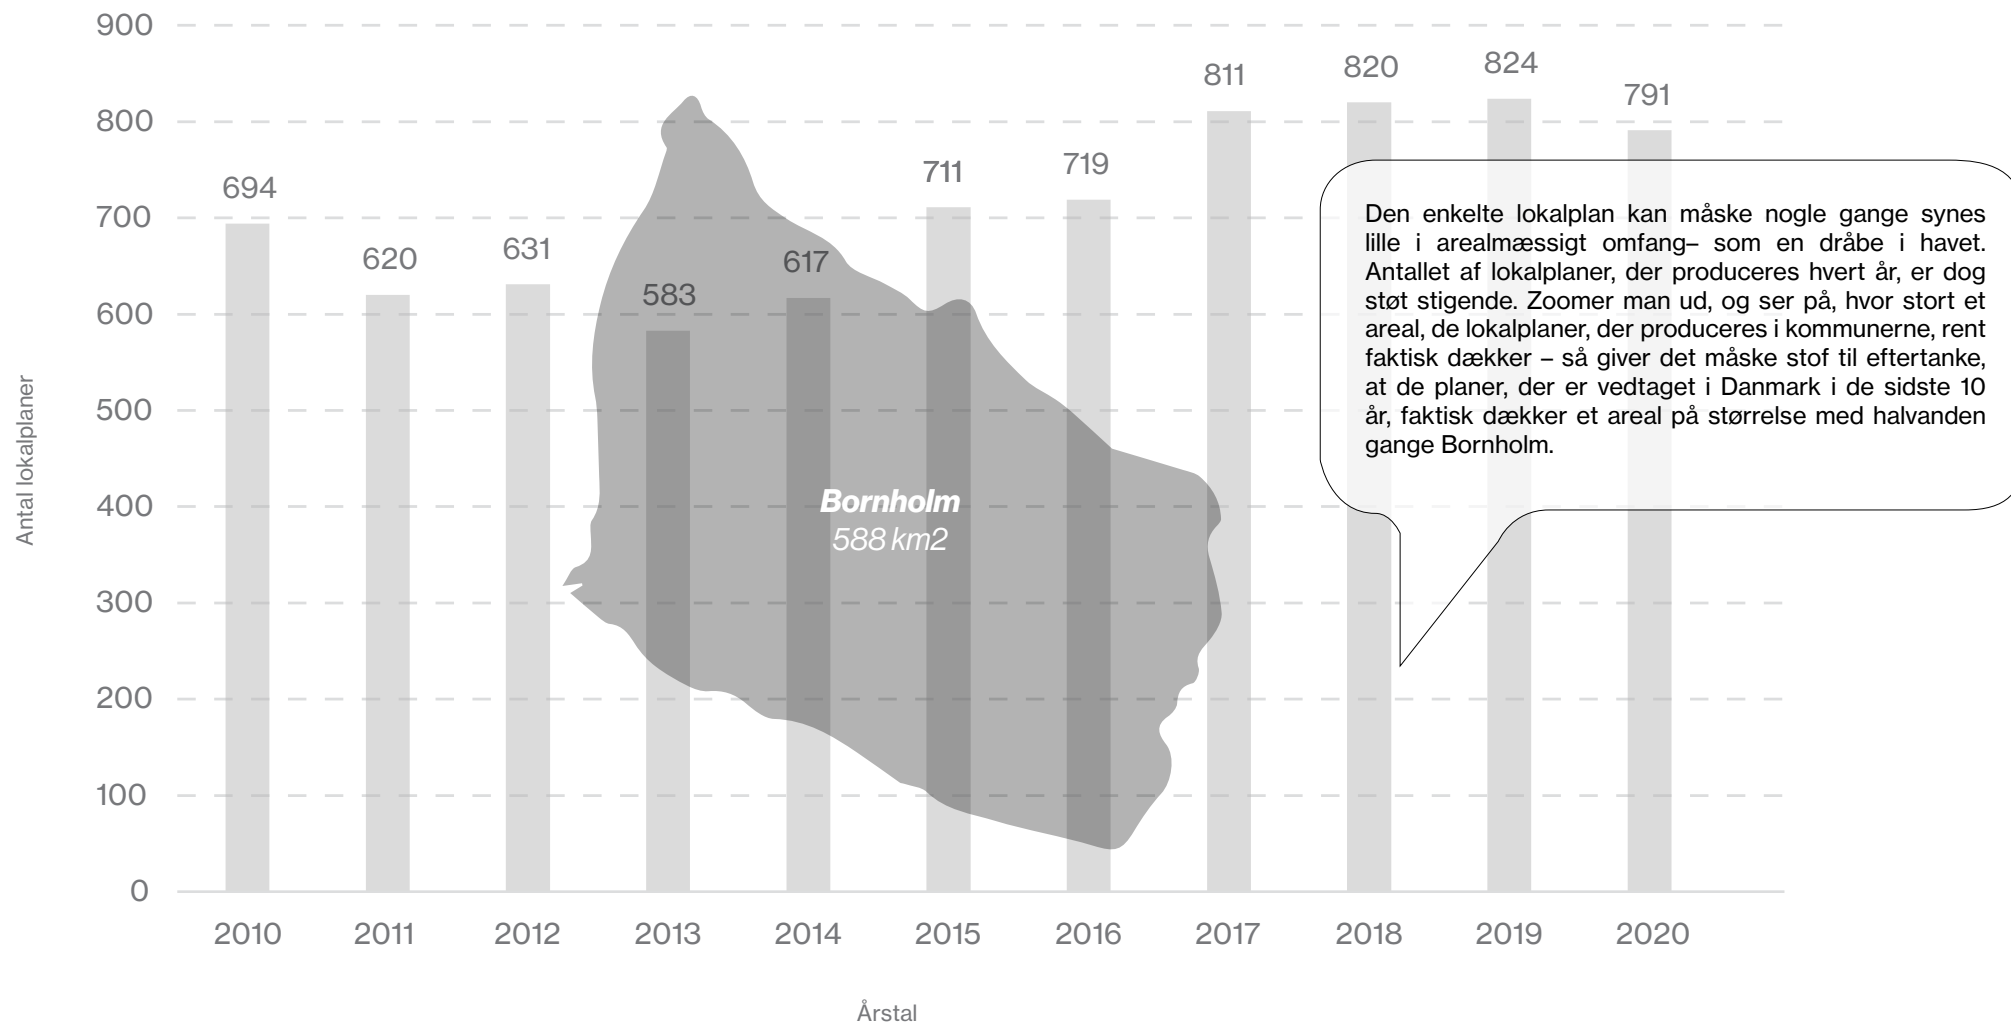 900
800
700
600
500
400
300
200
100
0
Antal lokalplaner
694
620
631
583
617
711
719
811
820
824
791
Bornholm
588 km2
Den enkelte lokalplan kan måske nogle gange synes
lille i arealmæssigt omfang– som en dråbe i havet.
Antallet af lokalplaner, der produceres hvert år, er dog
støt stigende. Zoomer man ud, og ser på, hvor stort et
areal, de lokalplaner, der produceres i kommunerne, rent
faktisk dækker – så giver det måske stof til eftertanke,
at de planer, der er vedtaget i Danmark i de sidste 10
år, faktisk dækker et areal på størrelse med halvanden
gange Bornholm.
2010 2011 2012 2013 2014 2015 2016 2017 2018 2019 2020
Årstal